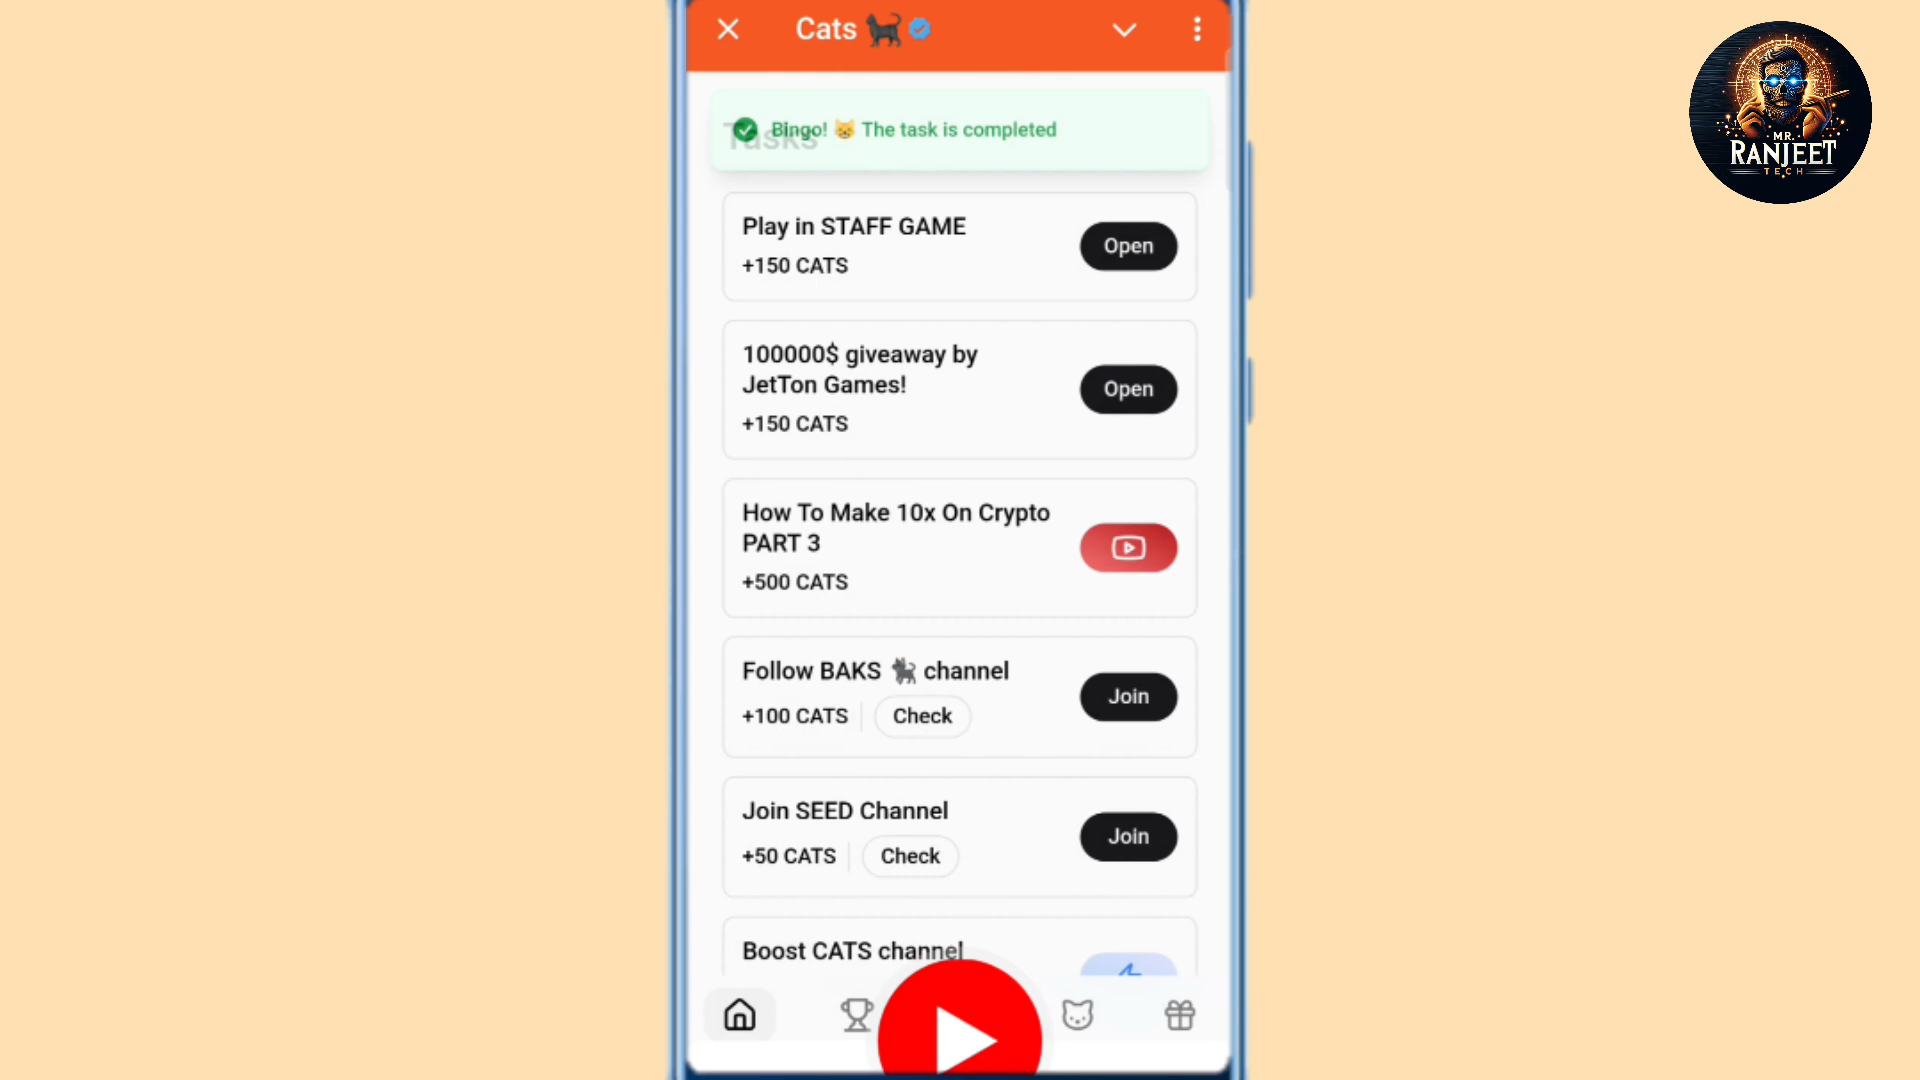 Cats
Tasks
Bingo! The task is completed
Play in STAFF GAME
+150 CATS
Open
100000$ giveaway by
JetTon Games!
+150 CATS
Open
How To Make 10x On Crypto
PART 3
+500 CATS
Follow BAKS channel
+100 CATS
Check
Join
Join SEED Channel
+50 CATS
Check
Join
Boost CATS channel
MR.
RANJEET
TECH